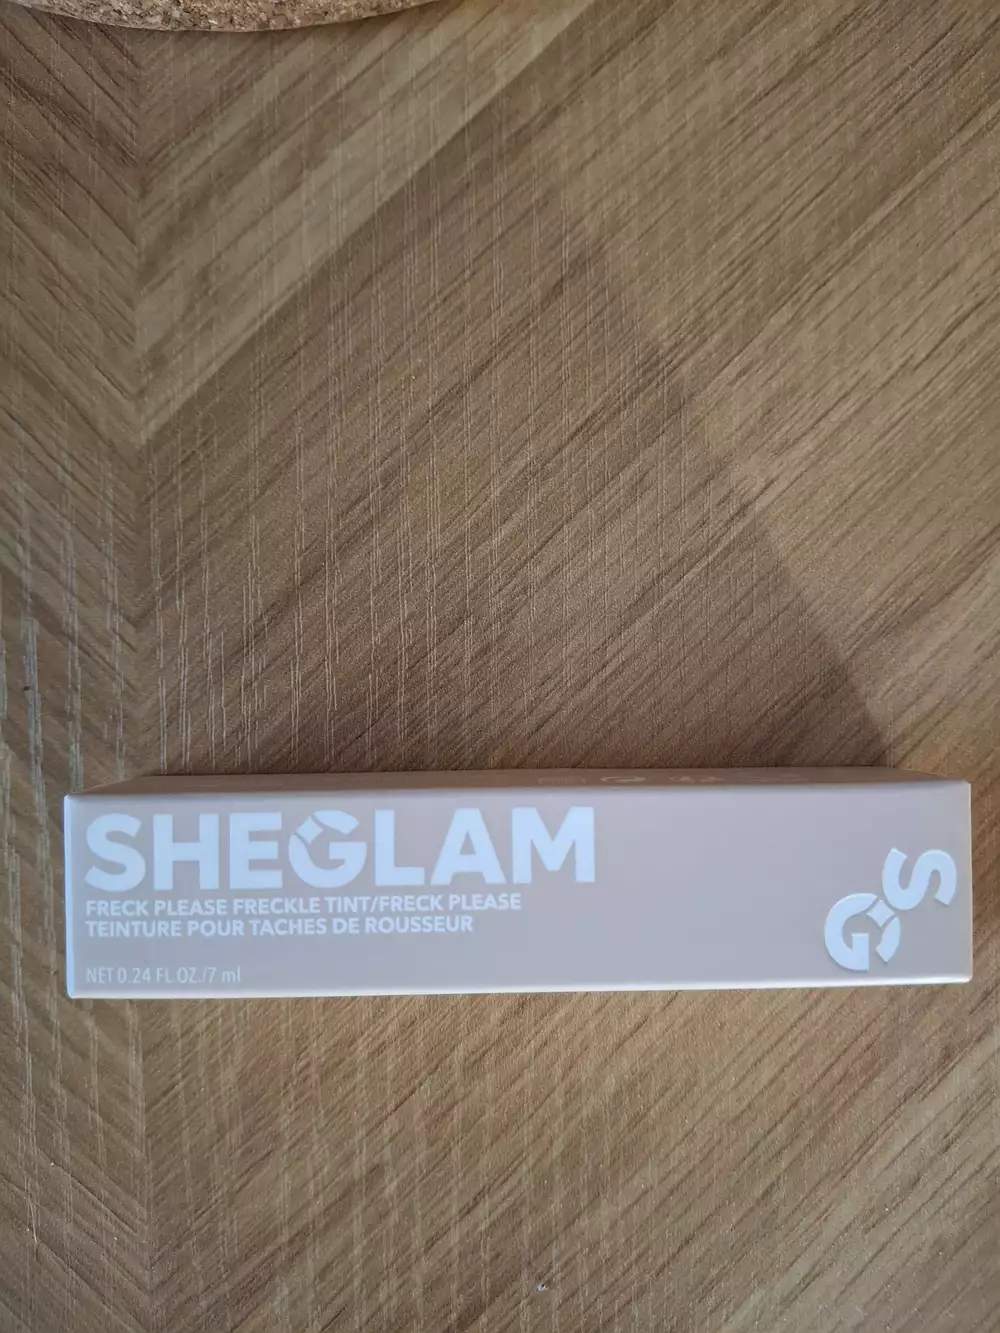 SHEGLAM
FRECK PLEASE FRECKLE TINT/FRECK PLEASE
TEINTURE POUR TACHES DE ROUSSEUR
NET 0.24 FL.OZ./7 ml
SG